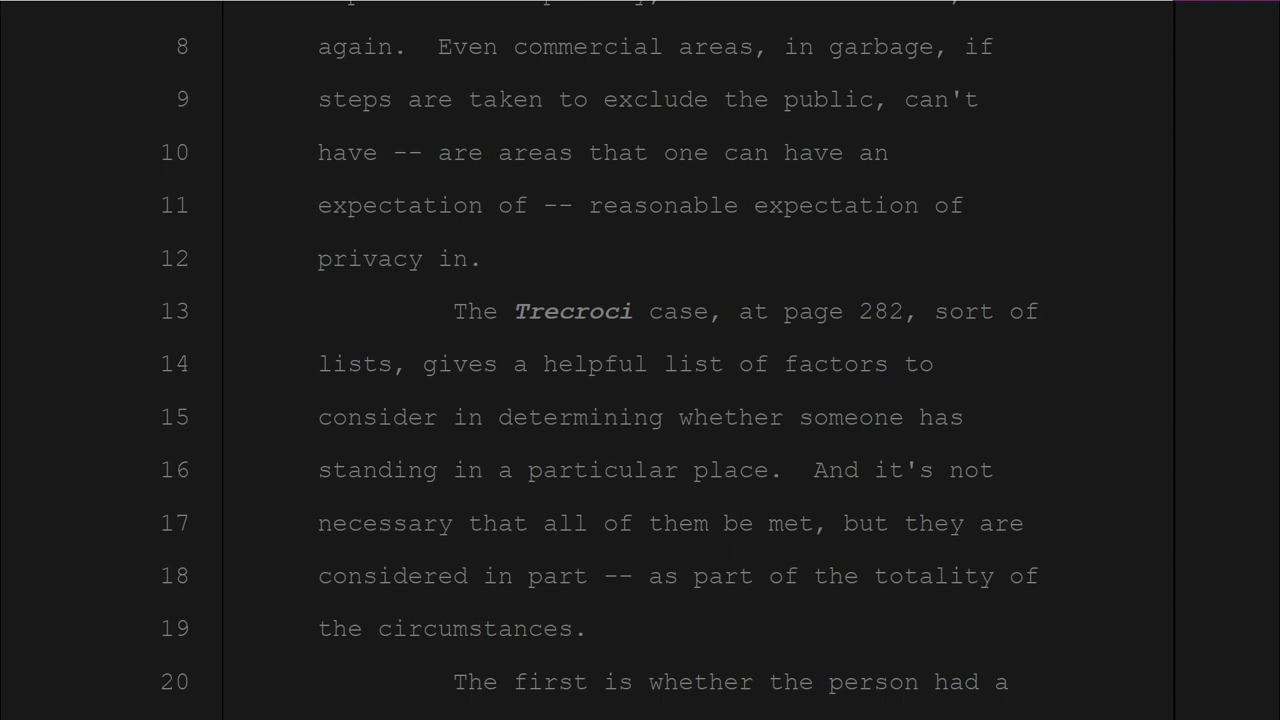 8 again.  Even commercial areas, in garbage, if
9 steps are taken to exclude the public, can't
10 have -- are areas that one can have an
11 expectation of -- reasonable expectation of
12 privacy in.
13 The Trecroci case, at page 282, sort of
14 lists, gives a helpful list of factors to
15 consider in determining whether someone has
16 standing in a particular place.  And it's not
17 necessary that all of them be met, but they are
18 considered in part -- as part of the totality of
19 the circumstances.
20 The first is whether the person had a